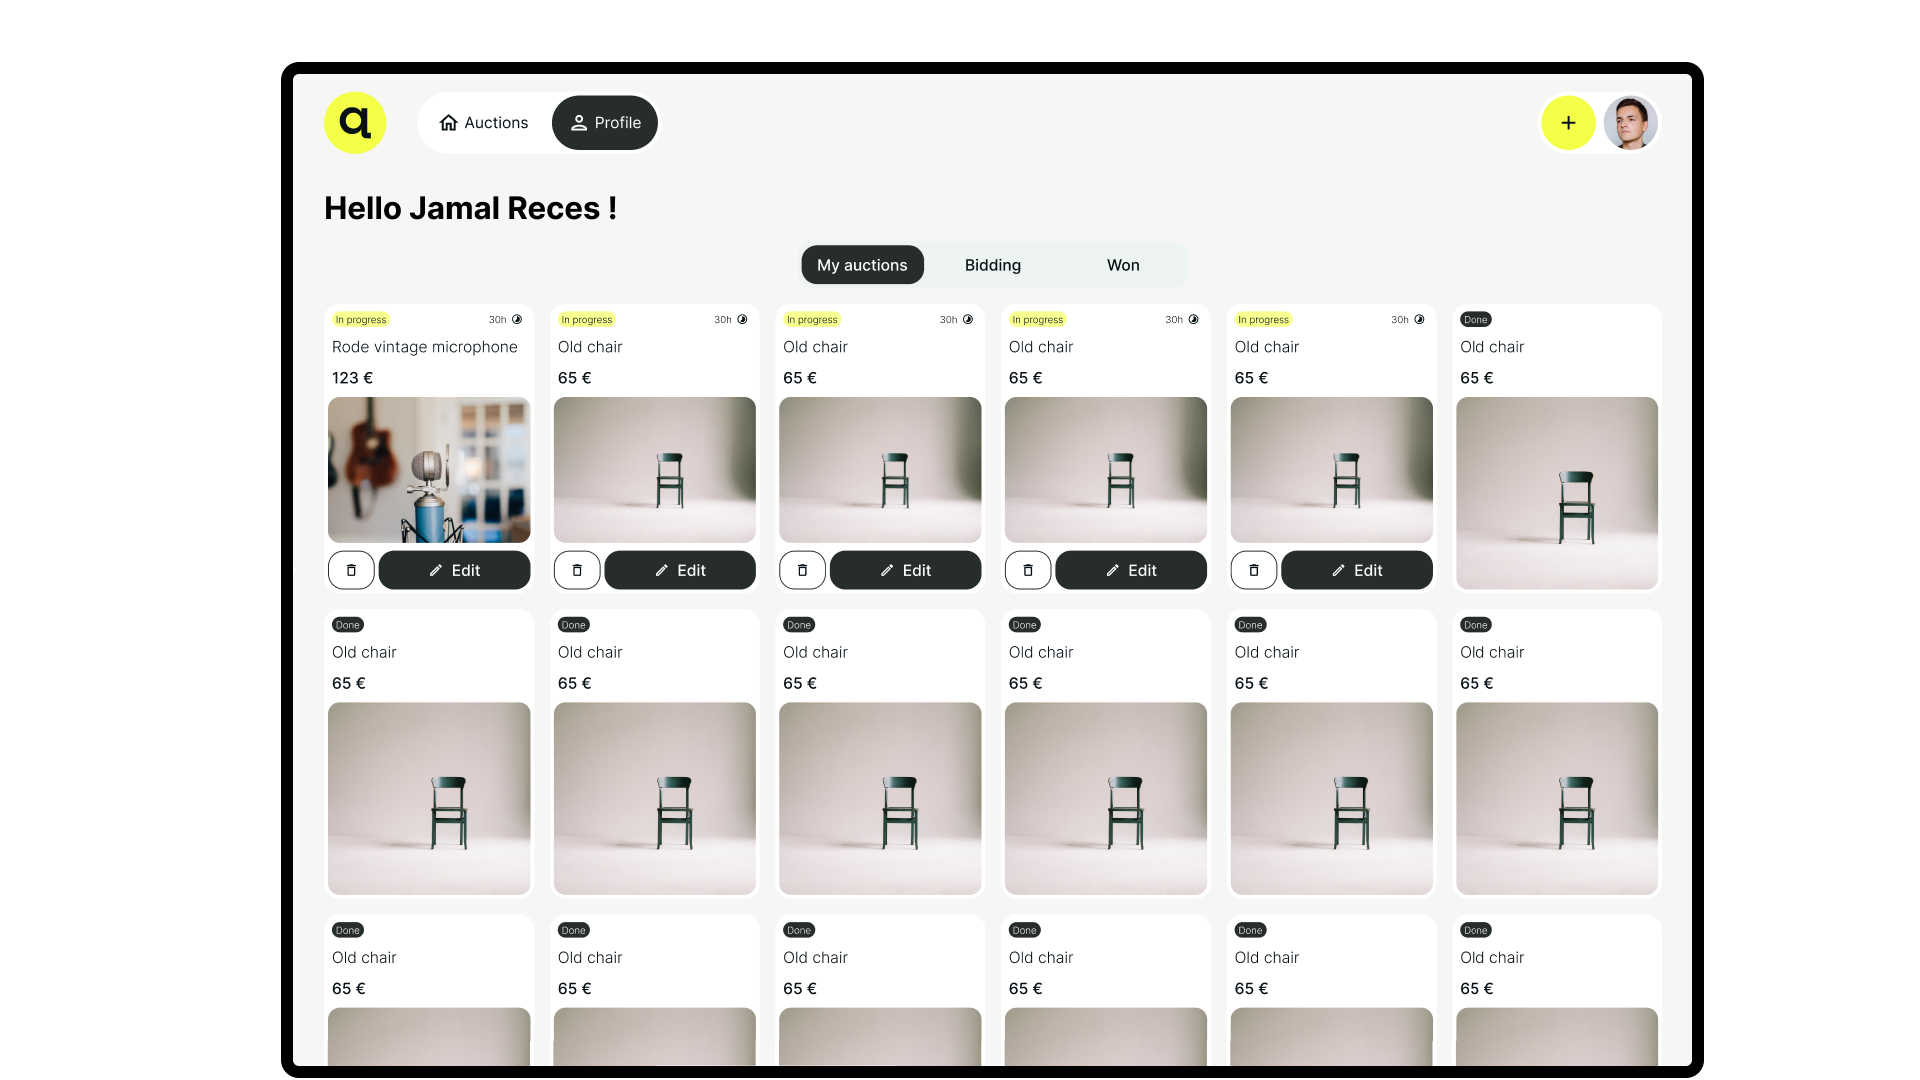 a Auctions Profile +
Hello Jamal Reces !
My auctions Bidding Won
In progress 30h In progress 30h In progress 30h In progress 30h In progress 30h Done
Rode vintage microphone Old chair Old chair Old chair Old chair Old chair
123 € 65 € 65 € 65 € 65 € 65 €
Edit Edit Edit Edit Edit
Done Done Done Done Done Done
Old chair Old chair Old chair Old chair Old chair Old chair
65 € 65 € 65 € 65 € 65 € 65 €
Done Done Done Done Done Done
Old chair Old chair Old chair Old chair Old chair Old chair
65 € 65 € 65 € 65 € 65 € 65 €